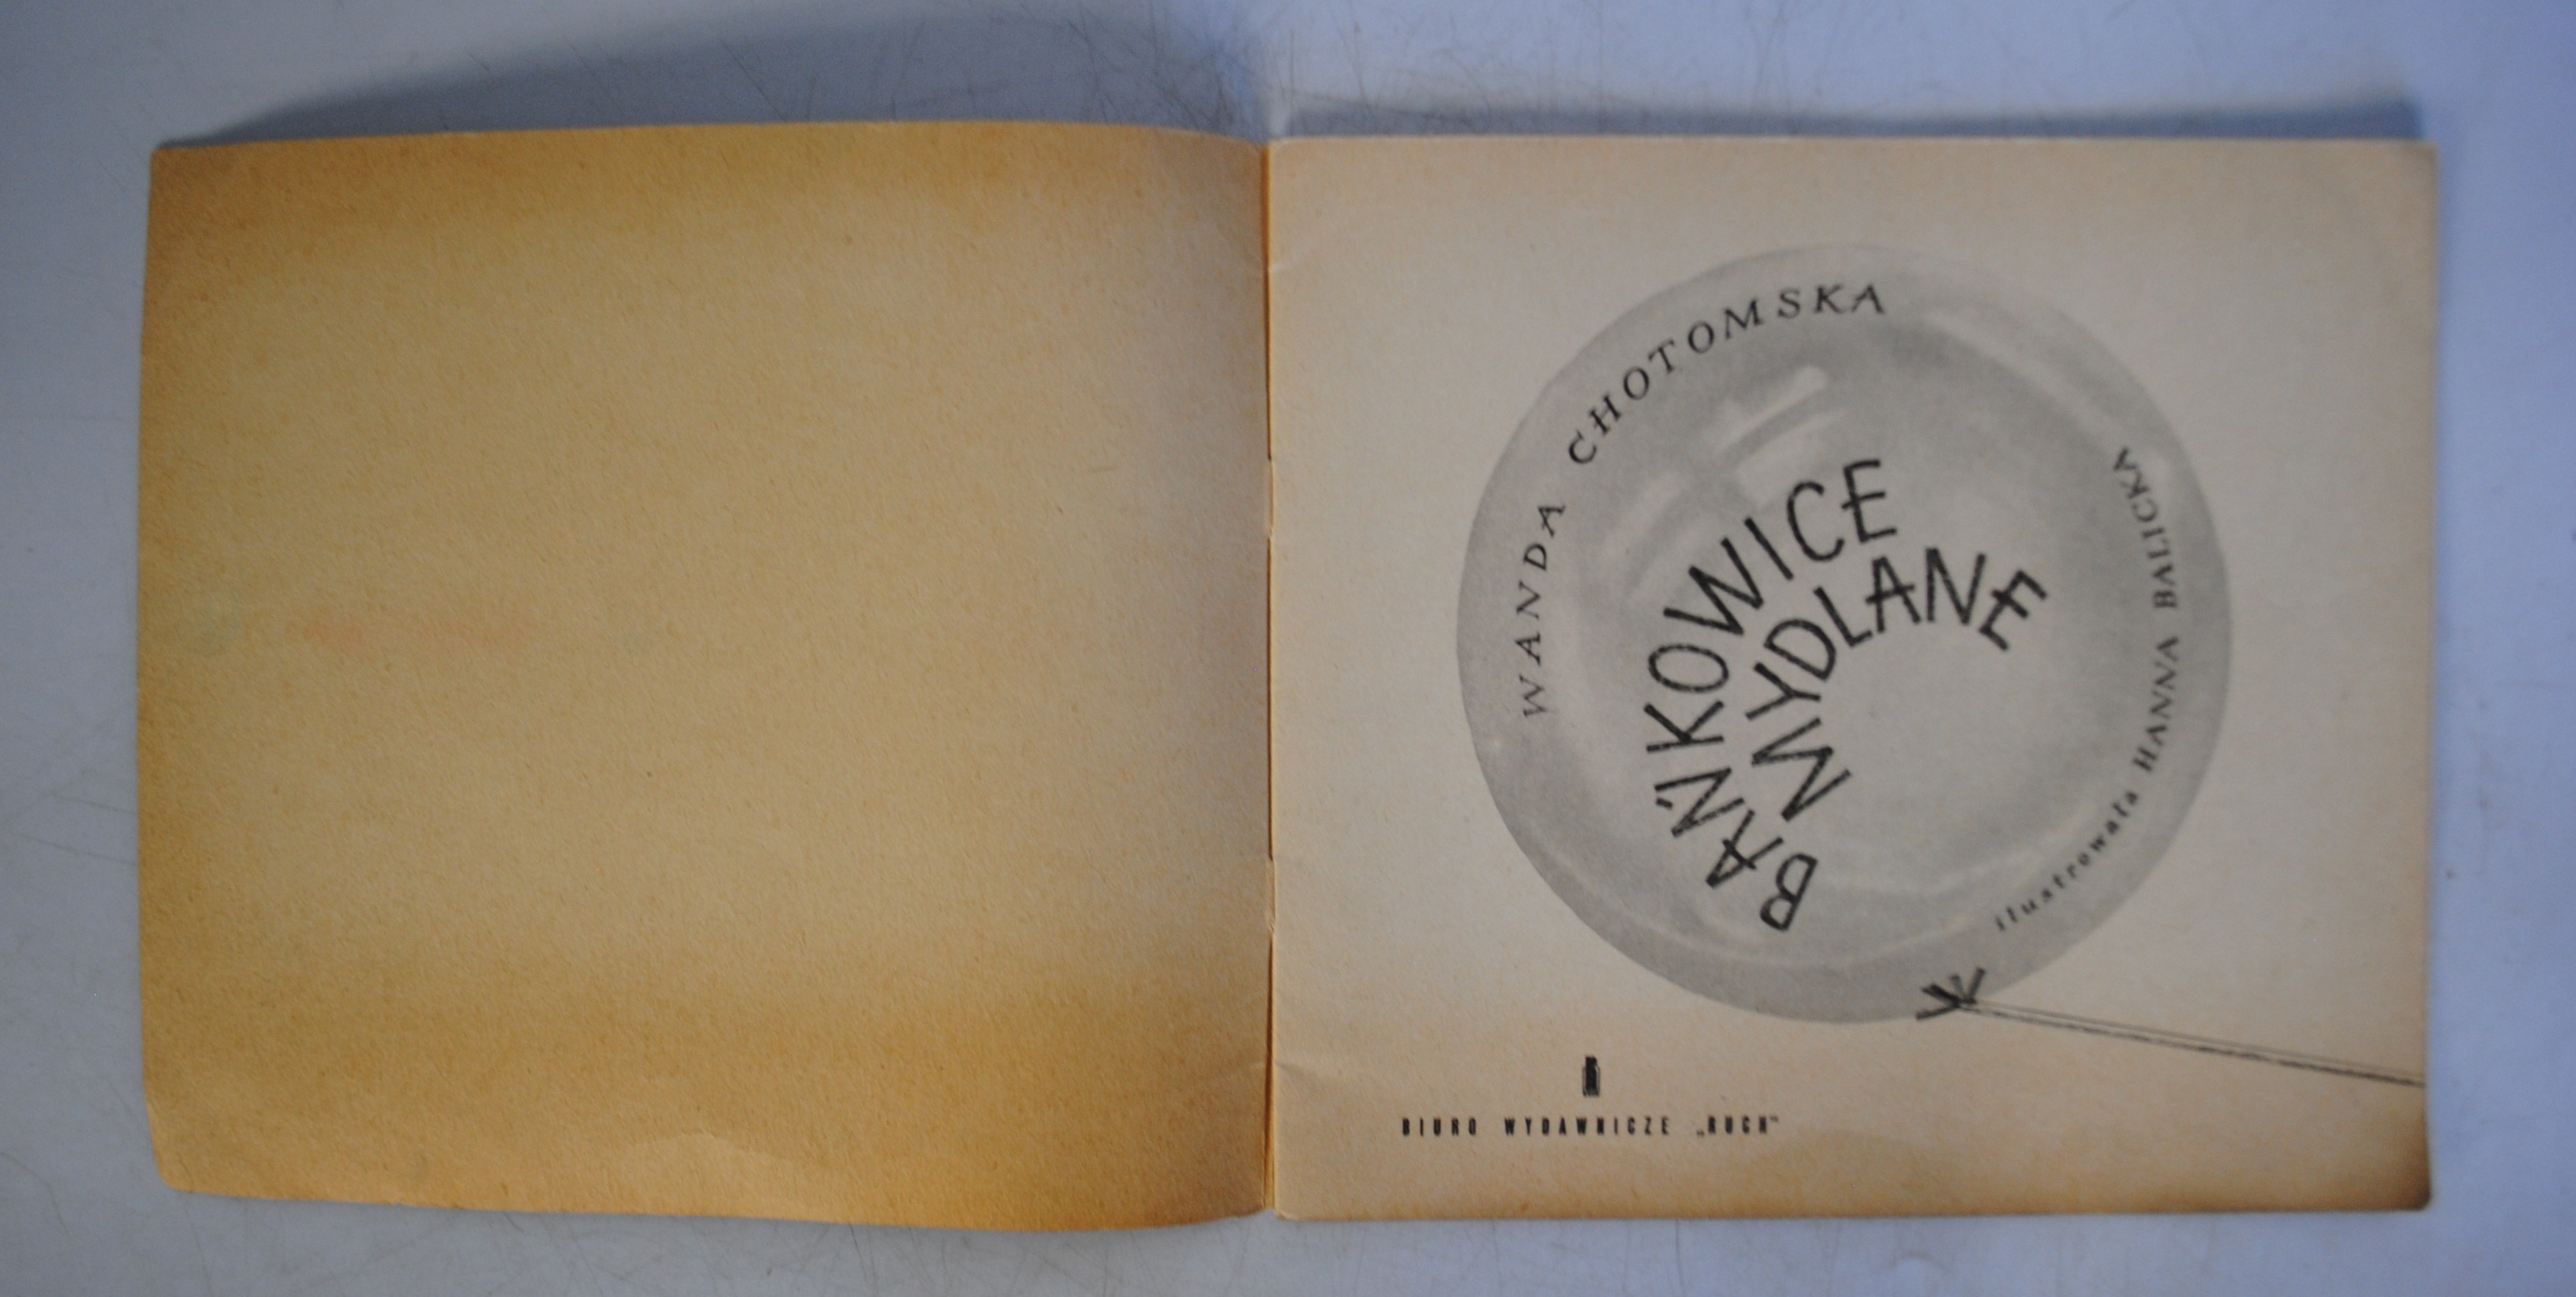 WANDA CHOTOMSKA
BAŃKOWICE
MYDLANE
ilustrowała HANNA BALICKA
BIURO WYDAWNICZE „RUCH”